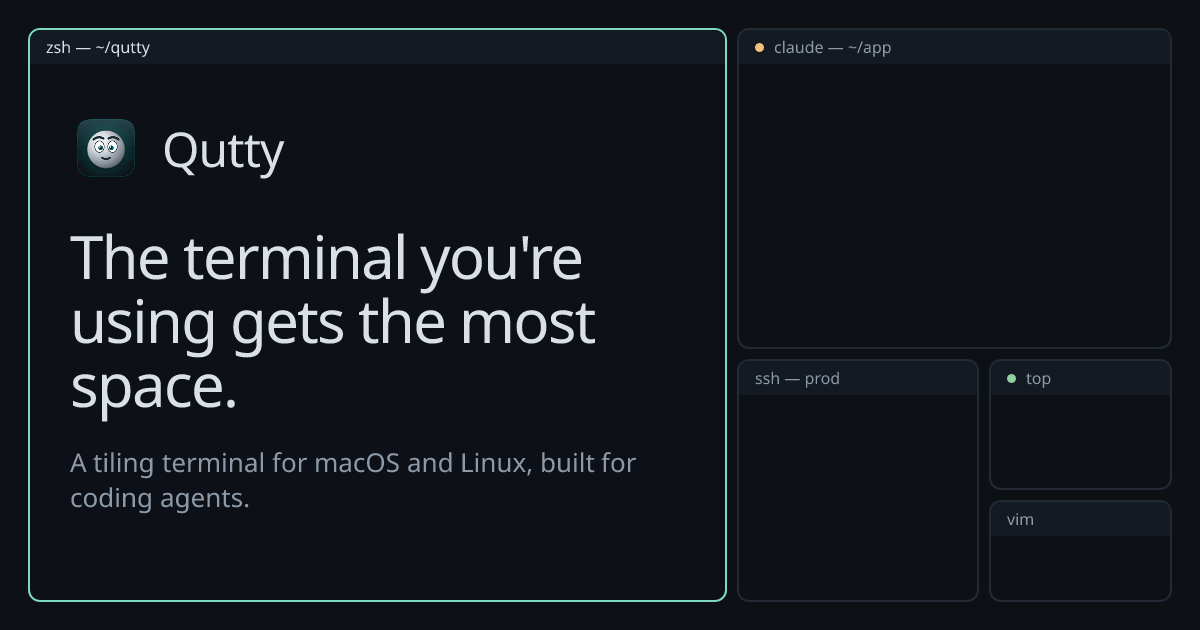 zsh — ~/qutty
Qutty
The terminal you're
using gets the most
space.
A tiling terminal for macOS and Linux, built for
coding agents.
claude — ~/app
ssh — prod
top
vim